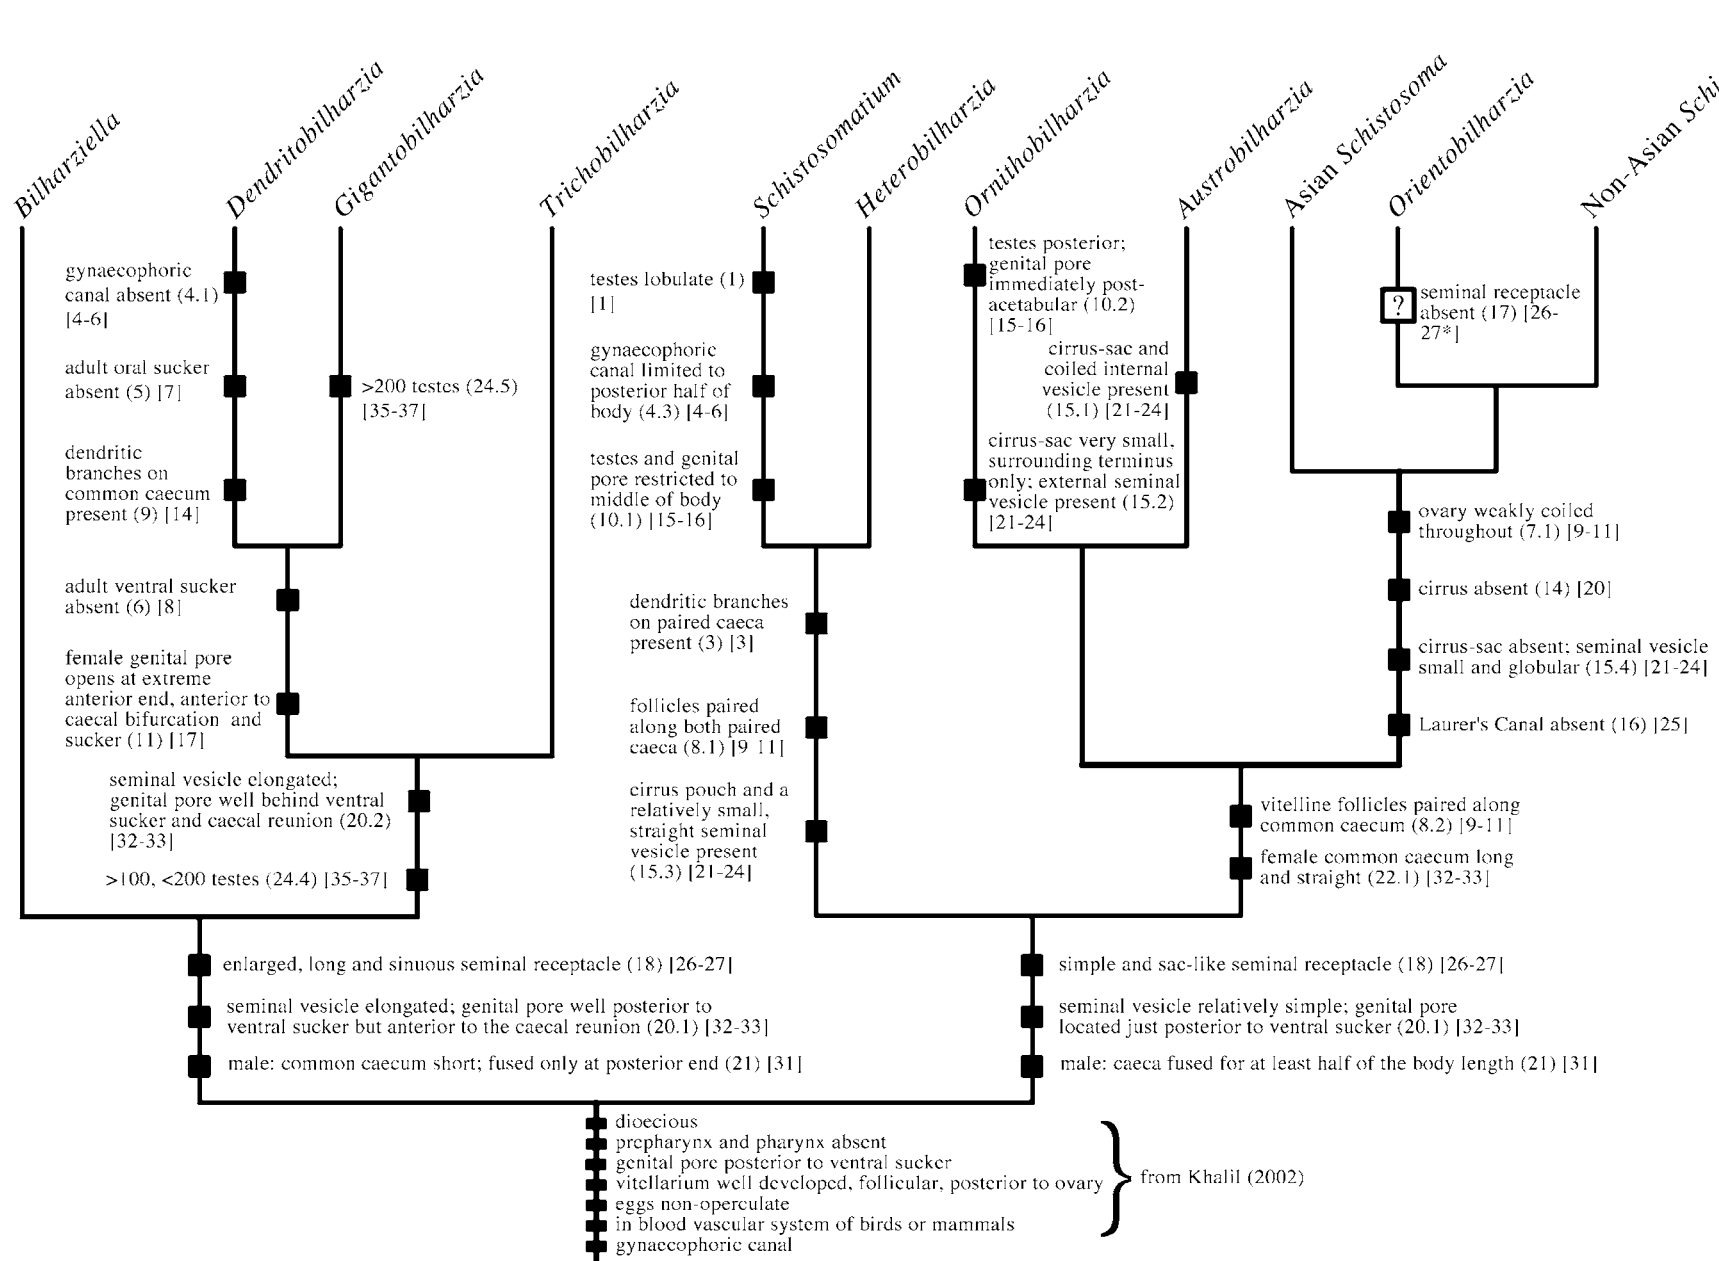 Bilharziella
Dendritobilharzia
Gigantobilharzia
Trichobilharzia
Schistosomatium
Heterobilharzia
Ornithobilharzia
Austrobilharzia
Asian Schistosoma
Orientobilharzia
Non-Asian Schi
gynaecophoric
canal absent (4.1)
[4-6]
adult oral sucker
absent (5) [7]
dendritic
branches on
common caecum
present (9) [14]
>200 testes (24.5)
[35-37]
adult ventral sucker
absent (6) [8]
female genital pore
opens at extreme
anterior end, anterior to
caecal bifurcation and
sucker (11) [17]
seminal vesicle elongated;
genital pore well behind ventral
sucker and caecal reunion (20.2)
[32-33]
>100, <200 testes (24.4) [35-37]
testes lobulate (1)
[1]
gynaecophoric
canal limited to
posterior half of
body (4.3) [4-6]
testes and genital
pore restricted to
middle of body
(10.1) [15-16]
dendritic branches
on paired caeca
present (3) [3]
follicles paired
along both paired
caeca (8.1) [9-11]
cirrus pouch and a
relatively small,
straight seminal
vesicle present
(15.3) [21-24]
testes posterior;
genital pore
immediately post-
acetabular (10.2)
[15-16]
cirrus-sac and
coiled internal
vesicle present
(15.1) [21-24]
cirrus-sac very small,
surrounding terminus
only; external seminal
vesicle present (15.2)
[21-24]
?
seminal receptacle
absent (17) [26-
27*]
ovary weakly coiled
throughout (7.1) [9-11]
cirrus absent (14) [20]
cirrus-sac absent; seminal vesicle
small and globular (15.4) [21-24]
Laurer's Canal absent (16) [25]
vitelline follicles paired along
common caecum (8.2) [9-11]
female common caecum long
and straight (22.1) [32-33]
enlarged, long and sinuous seminal receptacle (18) [26-27]
seminal vesicle elongated; genital pore well posterior to
ventral sucker but anterior to the caecal reunion (20.1) [32-33]
male: common caecum short; fused only at posterior end (21) [31]
simple and sac-like seminal receptacle (18) [26-27]
seminal vesicle relatively simple; genital pore
located just posterior to ventral sucker (20.1) [32-33]
male: caeca fused for at least half of the body length (21) [31]
dioecious
prepharynx and pharynx absent
genital pore posterior to ventral sucker
vitellarium well developed, follicular, posterior to ovary
eggs non-operculate
in blood vascular system of birds or mammals
gynaecophoric canal
from Khalil (2002)